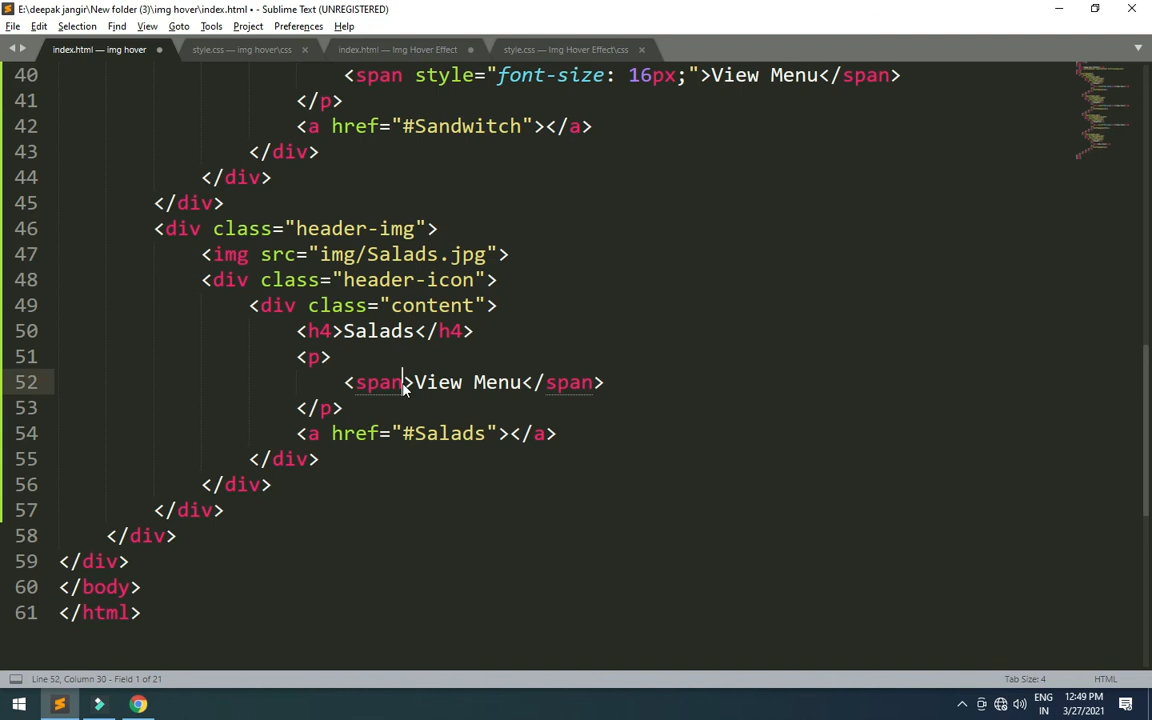 E:\deepak jangir\New folder (3)\img hover\index.html • - Sublime Text (UNREGISTERED)
File Edit Selection Find View Goto Tools Project Preferences Help
index.html — img hover style.css — img hover\css index.html — Img Hover Effect style.css — Img Hover Effect\css
40 <span style="font-size: 16px;">View Menu</span>
41 </p>
42 <a href="#Sandwitch"></a>
43 </div>
44 </div>
45 </div>
46 <div class="header-img">
47 <img src="img/Salads.jpg">
48 <div class="header-icon">
49 <div class="content">
50 <h4>Salads</h4>
51 <p>
52 <span>View Menu</span>
53 </p>
54 <a href="#Salads"></a>
55 </div>
56 </div>
57 </div>
58 </div>
59 </div>
60 </body>
61 </html>
Line 52, Column 30 - Field 1 of 21 Tab Size: 4 HTML
ENG 12:49 PM
IN 3/27/2021